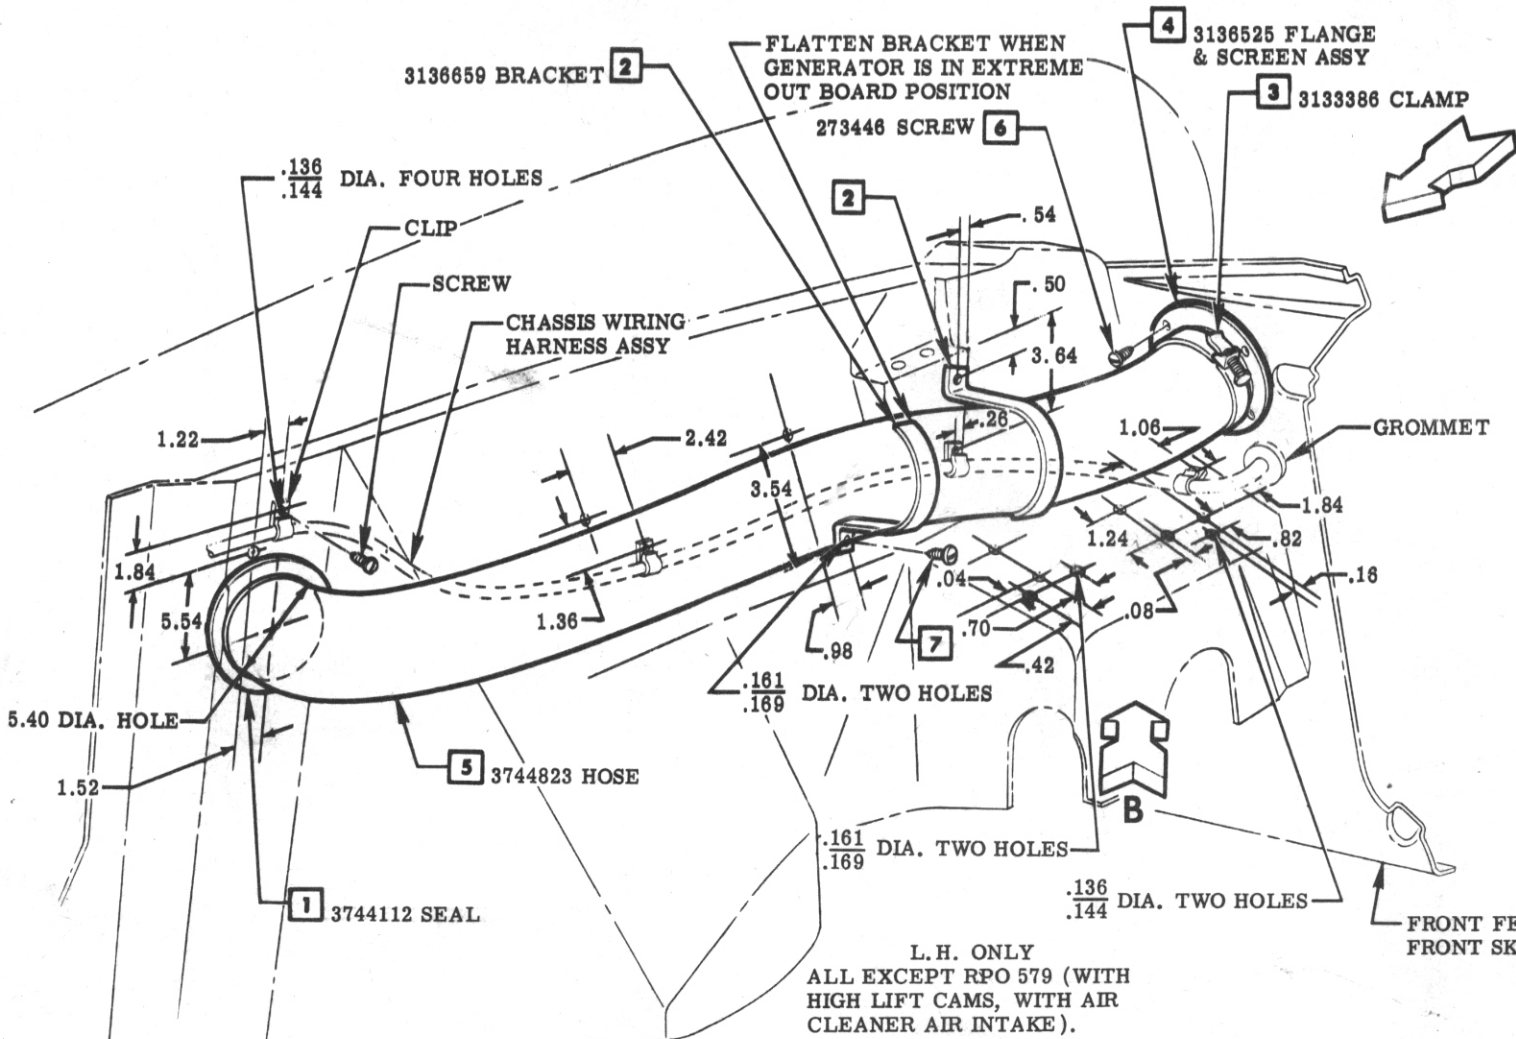 4 3136525 FLANGE
& SCREEN ASSY
FLATTEN BRACKET WHEN
GENERATOR IS IN EXTREME
OUT BOARD POSITION
3136659 BRACKET 2
3 3133386 CLAMP
273446 SCREW 6
.136
.144 DIA. FOUR HOLES
2
.54
CLIP
SCREW
.50
CHASSIS WIRING
HARNESS ASSY
3.64
1.22
2.42
.26
1.06
GROMMET
3.54
1.84
1.24
.82
1.84
5.54
1.36
.04
.70
.08
.16
.98
7
.42
.161
.169 DIA. TWO HOLES
5.40 DIA. HOLE
1.52
5 3744823 HOSE
B
.161
.169 DIA. TWO HOLES
1 3744112 SEAL
.136
.144 DIA. TWO HOLES
FRONT FE
FRONT SK
L.H. ONLY
ALL EXCEPT RPO 579 (WITH
HIGH LIFT CAMS, WITH AIR
CLEANER AIR INTAKE).